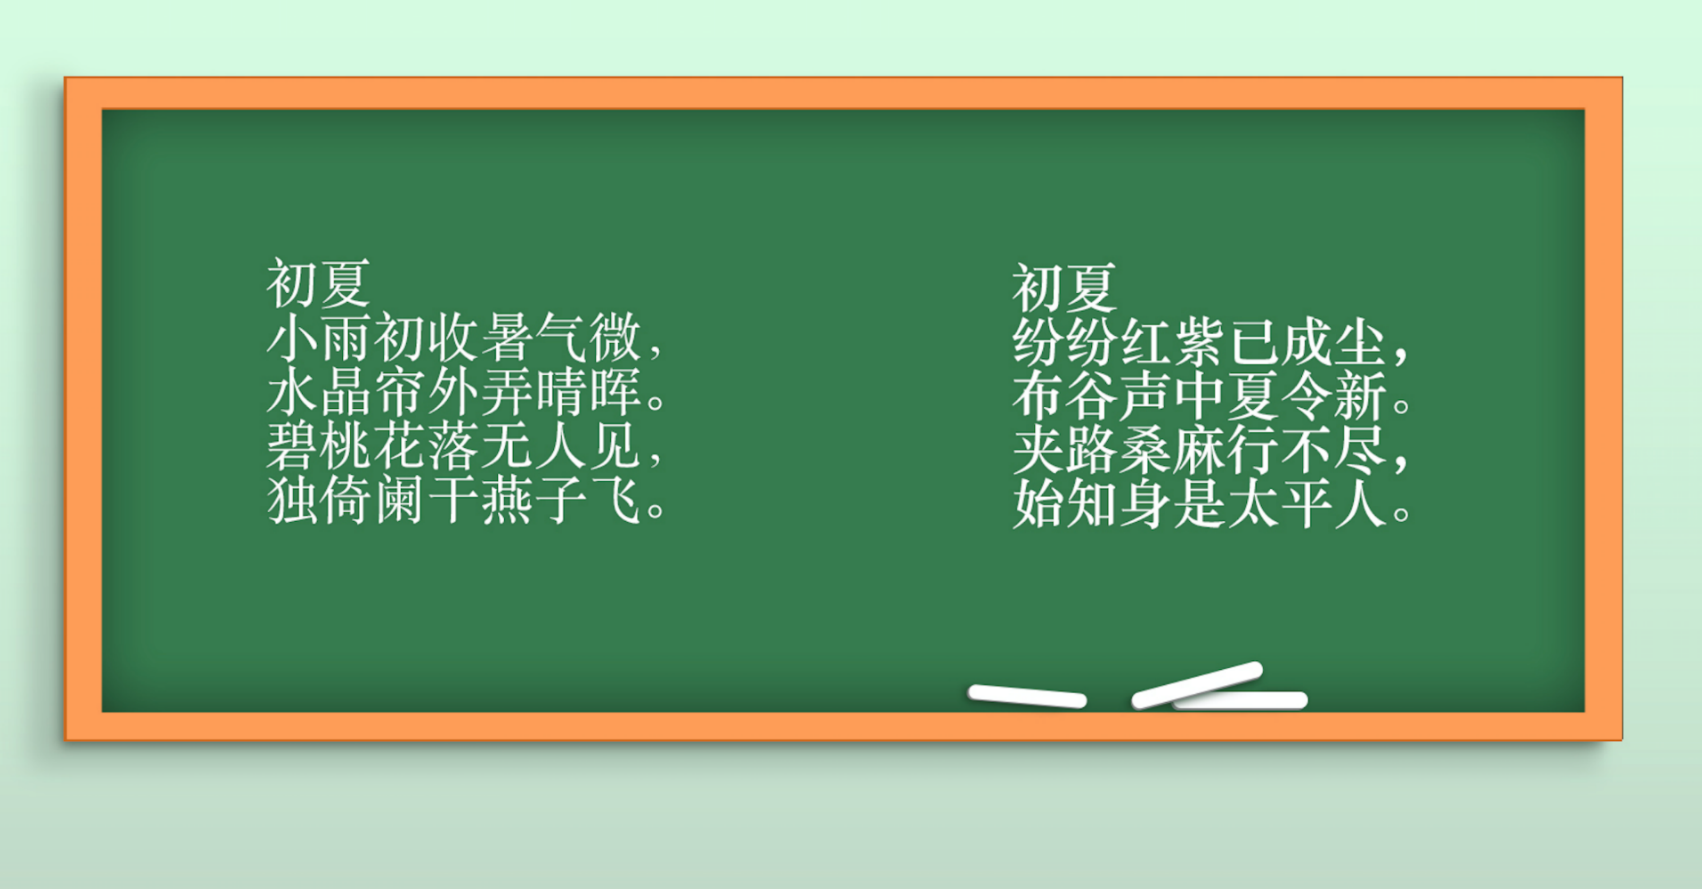 初夏
小雨初收暑气微，
水晶帘外弄晴晖。
碧桃花落无人见，
独倚阑干燕子飞。
初夏
纷纷红紫已成尘，
布谷声中夏令新。
夹路桑麻行不尽，
始知身是太平人。